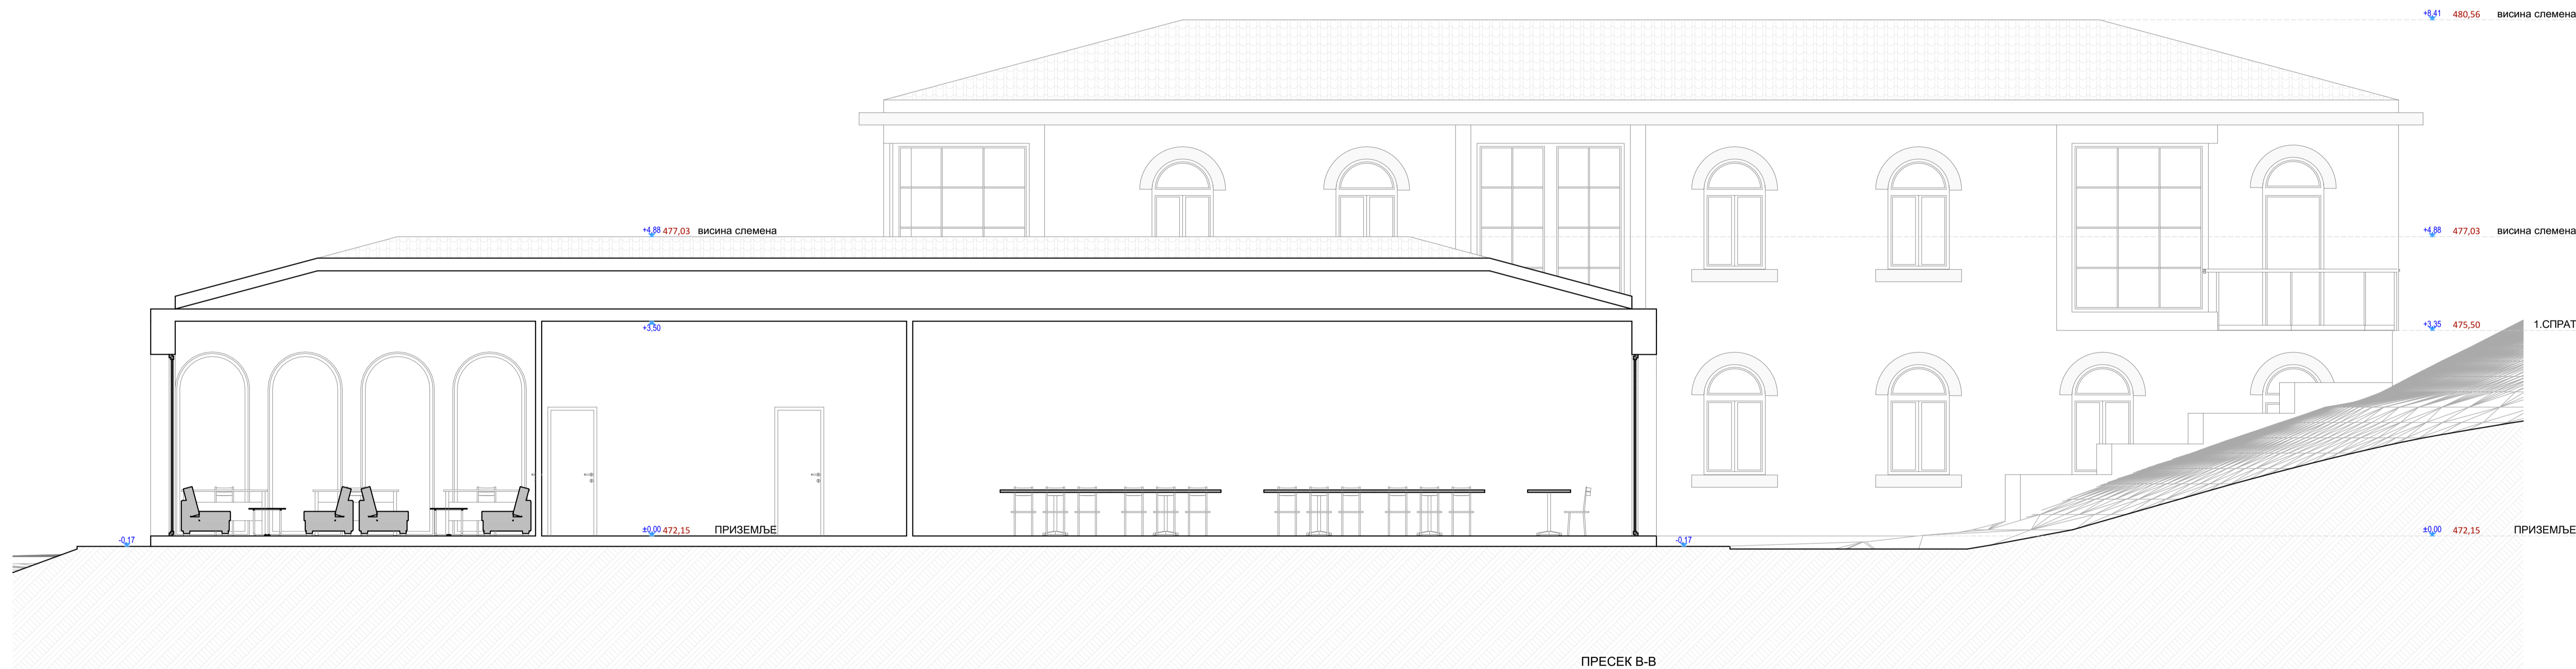 +8,41 480,56 висина слемена
+4,88 477,03 висина слемена
+4,88 477,03 висина слемена
+3,50
+3,35 475,50 1.СПРАТ
±0,00 472,15 ПРИЗЕМЉЕ
±0,00 472,15 ПРИЗЕМЉЕ
-0,17
-0,17
ПРЕСЕК В-В